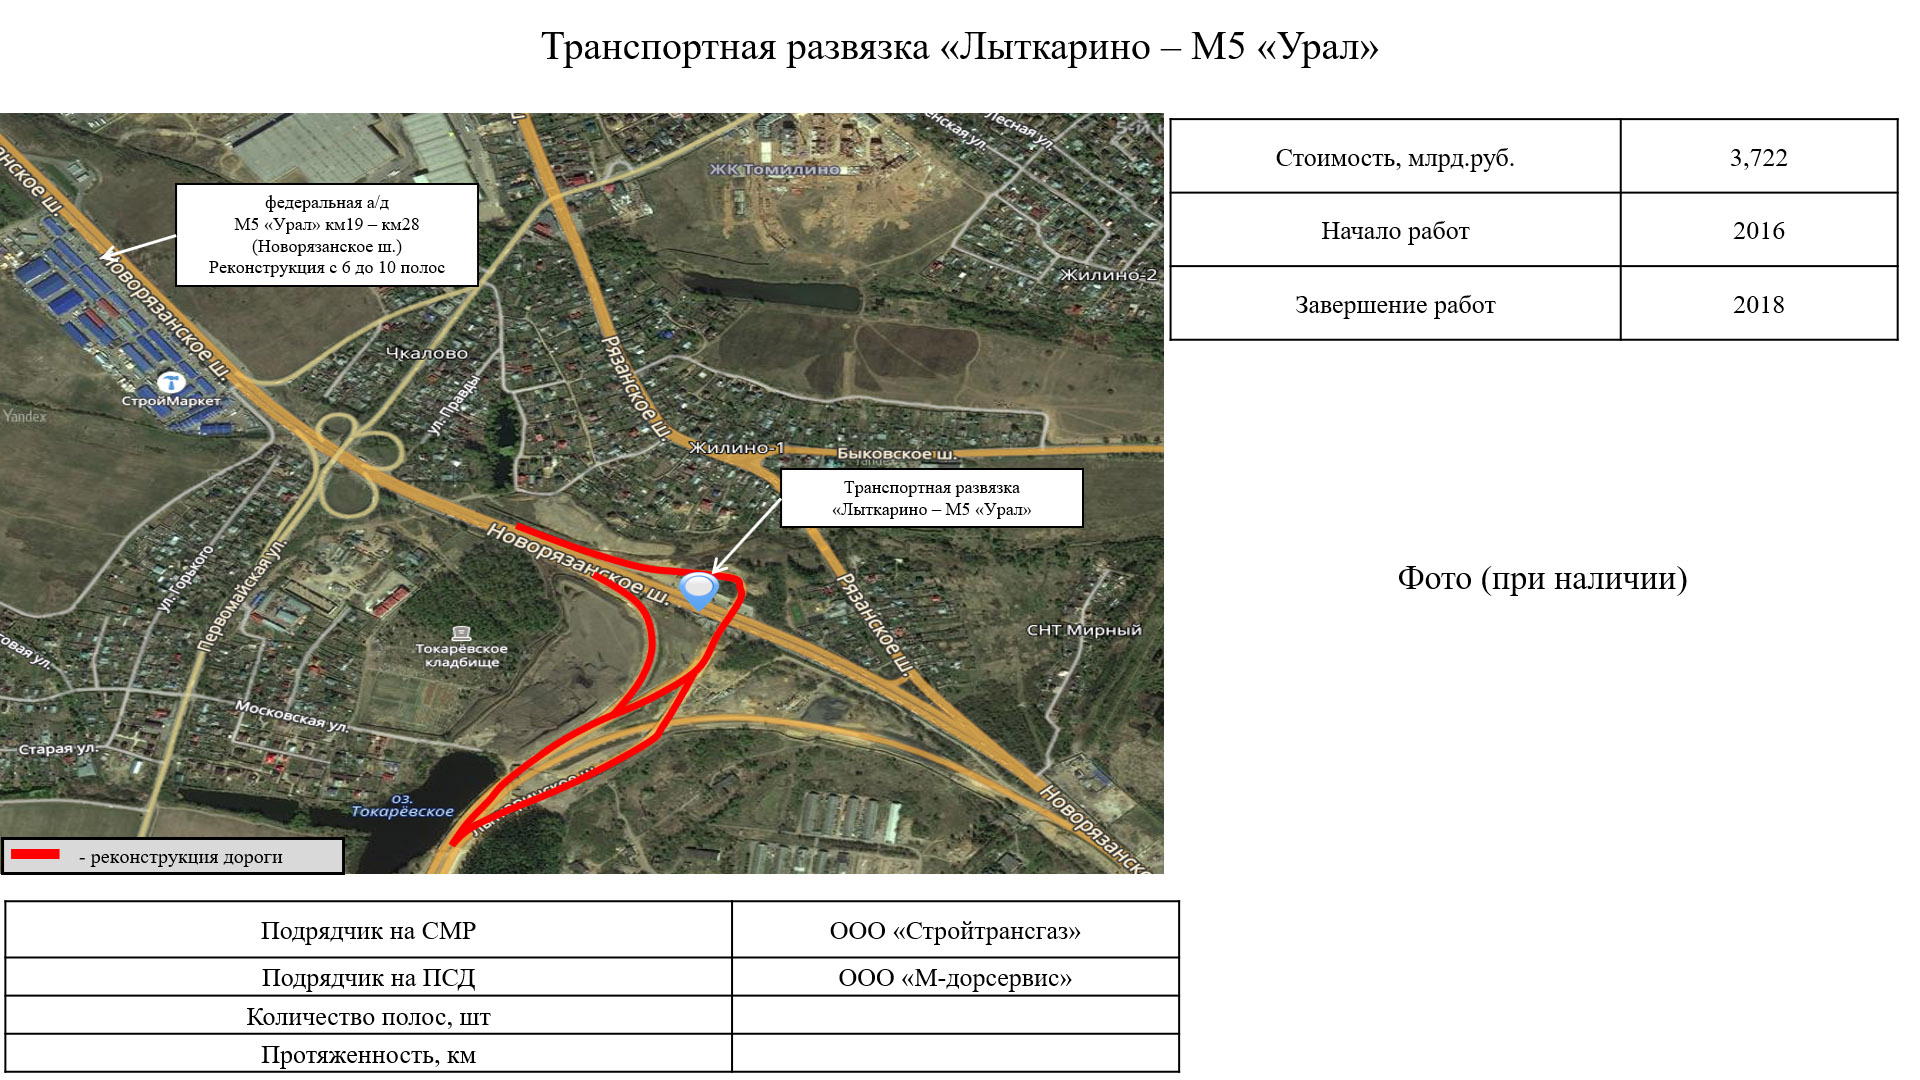 Транспортная развязка «Лыткарино – М5 «Урал»
Стоимость, млрд.руб. 3,722
Начало работ 2016
Завершение работ 2018
федеральная а/д
М5 «Урал» км19 – км28
(Новорязанское ш.)
Реконструкция с 6 до 10 полос
Транспортная развязка
«Лыткарино – М5 «Урал»
ЖК Томилино
Лесная ул.
Жилино-2
Новорязанское ш.
Чкалово
ул. Правды
Рязанское ш.
СтройМаркет
Yandex
Жилино-1
Быковское ш.
Новорязанское ш.
ул. Горького
Первомайская ул.
Рязанское ш.
СНТ Мирный
Токарёвское
кладбище
Московская ул.
Старая ул.
оз.
Токарёвское
- реконструкция дороги
Фото (при наличии)
Подрядчик на СМР ООО «Стройтрансгаз»
Подрядчик на ПСД ООО «М-дорсервис»
Количество полос, шт
Протяженность, км